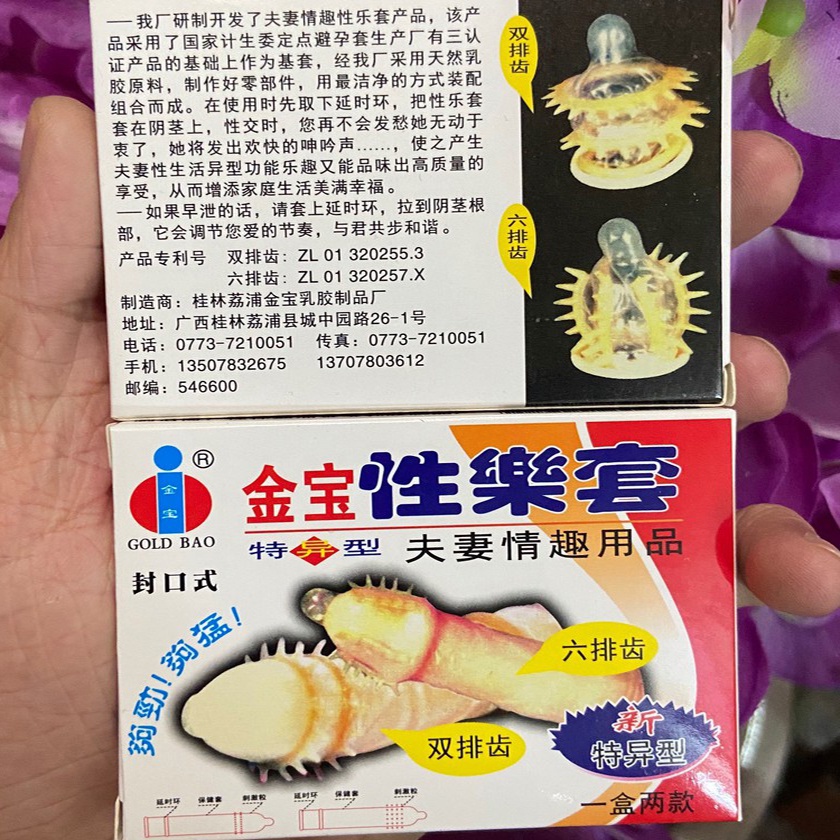 —我厂研制开发了夫妻情趣性乐套产品，该产
品采用了国家计生委定点避孕套生产厂有三认
证产品的基础上作为基套，经我厂采用天然乳
胶原料，制作好零部件，用最洁净的方式装配
组合而成。在使用时先取下延时环，把性乐套
套在阴茎上，性交时，您再不会发愁她无动于
衷了，她将发出欢快的呻吟声……，使之产生
夫妻性生活异型功能乐趣又能品味出高质量的
享受，从而增添家庭生活美满幸福。
—如果早泄的话，请套上延时环，拉到阴茎根
部，它会调节您爱的节奏，与君共步和谐。
产品专利号 双排齿: ZL 01 320255.3
六排齿: ZL 01 320257.X
制造商: 桂林荔浦金宝乳胶制品厂
地址: 广西桂林荔浦县城中园路26-1号
电话: 0773-7210051 传真: 0773-7210051
手机: 13507832675 13707803612
邮编: 546600
双排齿
六排齿
金宝
®
GOLD BAO
封口式
金宝性樂套
特异型 夫妻情趣用品
夠勁！夠猛！
六排齿
双排齿
新
特异型
一盒两款
延时环 保健套 刺激粒
延时环 保健套 刺激粒